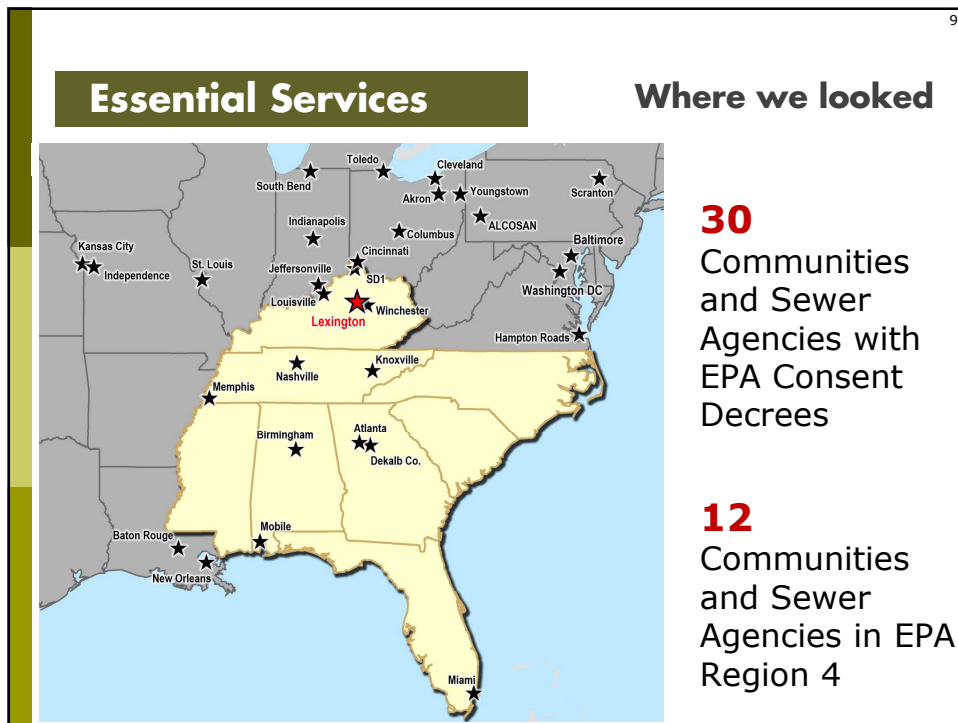 9
Essential Services
Where we looked
Toledo
Cleveland
South Bend
Akron
Youngstown
Scranton
ALCOSAN
Indianapolis
Columbus
Baltimore
Kansas City
Cincinnati
Independence
St. Louis
Jeffersonville
SD1
Washington DC
Louisville
Winchester
Lexington
Hampton Roads
Knoxville
Nashville
Memphis
Atlanta
Birmingham
Dekalb Co.
Mobile
Baton Rouge
New Orleans
Miami
30
Communities
and Sewer
Agencies with
EPA Consent
Decrees
12
Communities
and Sewer
Agencies in EPA
Region 4